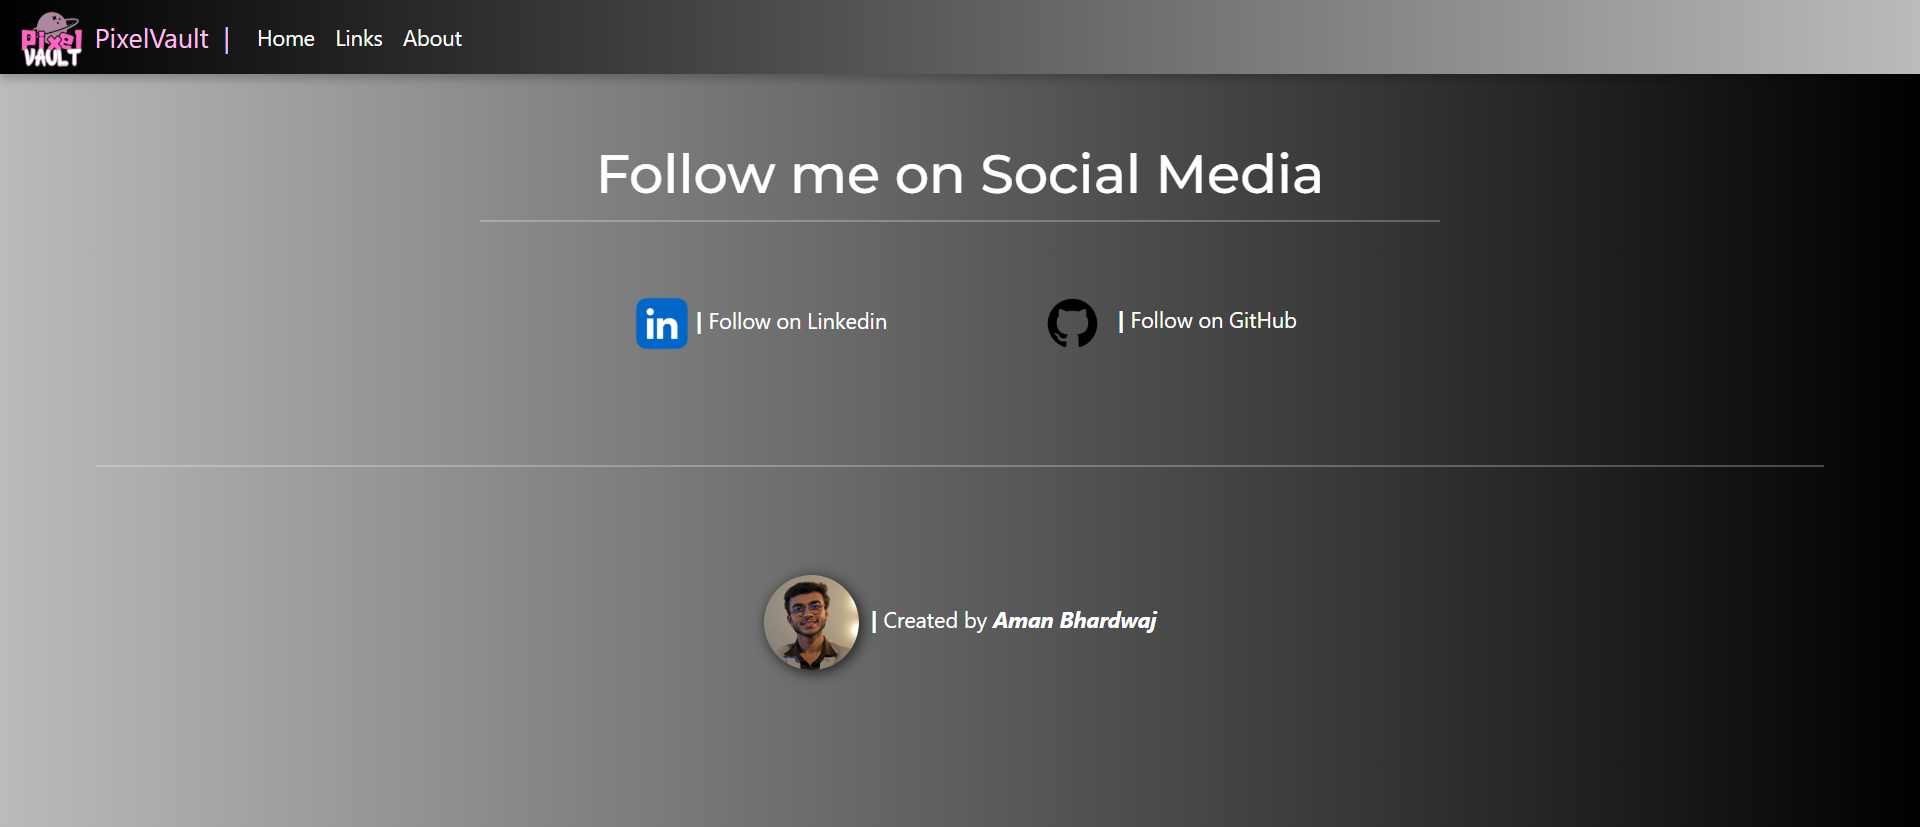 Pixel VAULT PixelVault | Home Links About
Follow me on Social Media
in | Follow on Linkedin | Follow on GitHub
| Created by Aman Bhardwaj